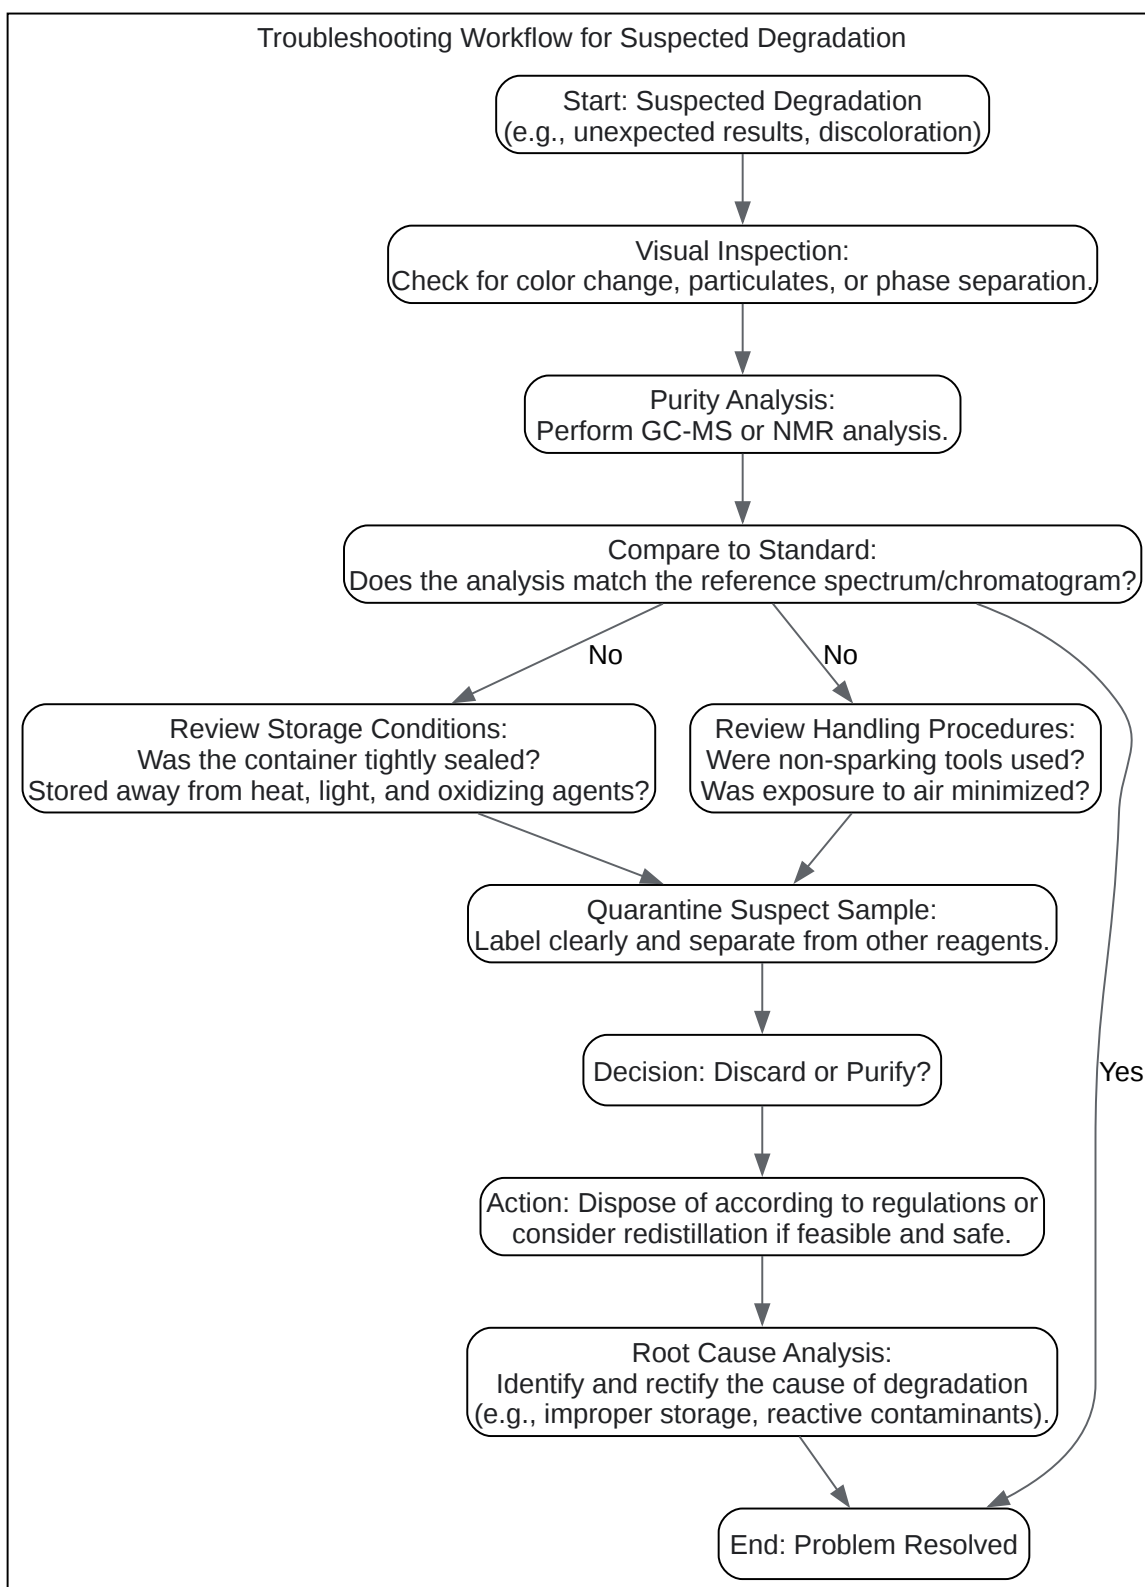 Troubleshooting Workflow for Suspected Degradation
Start: Suspected Degradation
(e.g., unexpected results, discoloration)
Visual Inspection:
Check for color change, particulates, or phase separation.
Purity Analysis:
Perform GC-MS or NMR analysis.
Compare to Standard:
Does the analysis match the reference spectrum/chromatogram?
No
No
Review Storage Conditions:
Was the container tightly sealed?
Stored away from heat, light, and oxidizing agents?
Review Handling Procedures:
Were non-sparking tools used?
Was exposure to air minimized?
Quarantine Suspect Sample:
Label clearly and separate from other reagents.
Decision: Discard or Purify?
Yes
Action: Dispose of according to regulations or
consider redistillation if feasible and safe.
Root Cause Analysis:
Identify and rectify the cause of degradation
(e.g., improper storage, reactive contaminants).
End: Problem Resolved